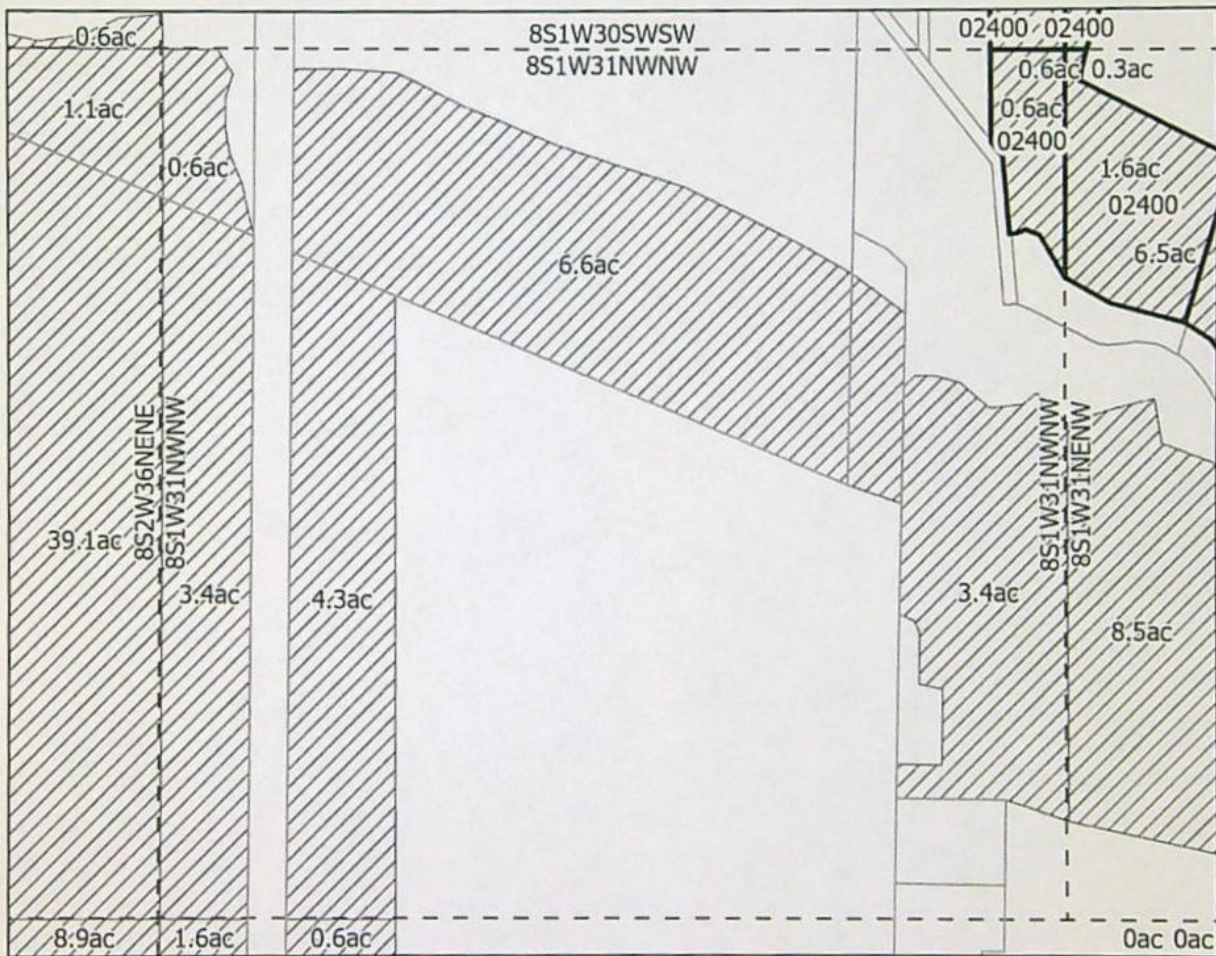 02400 02400
0.6ac
8S1W30SWSW
8S1W31NWNW
0.6ac 0.3ac
1.1ac
0.6ac
02400
0.6ac
1.6ac
02400
6.5ac
6.6ac
8S2W36NENE
8S1W31NWNW
8S1W31NWNW
8S1W31NENW
39.1ac
3.4ac
4.3ac
3.4ac
8.5ac
8.9ac
1.6ac
0.6ac
0ac 0ac